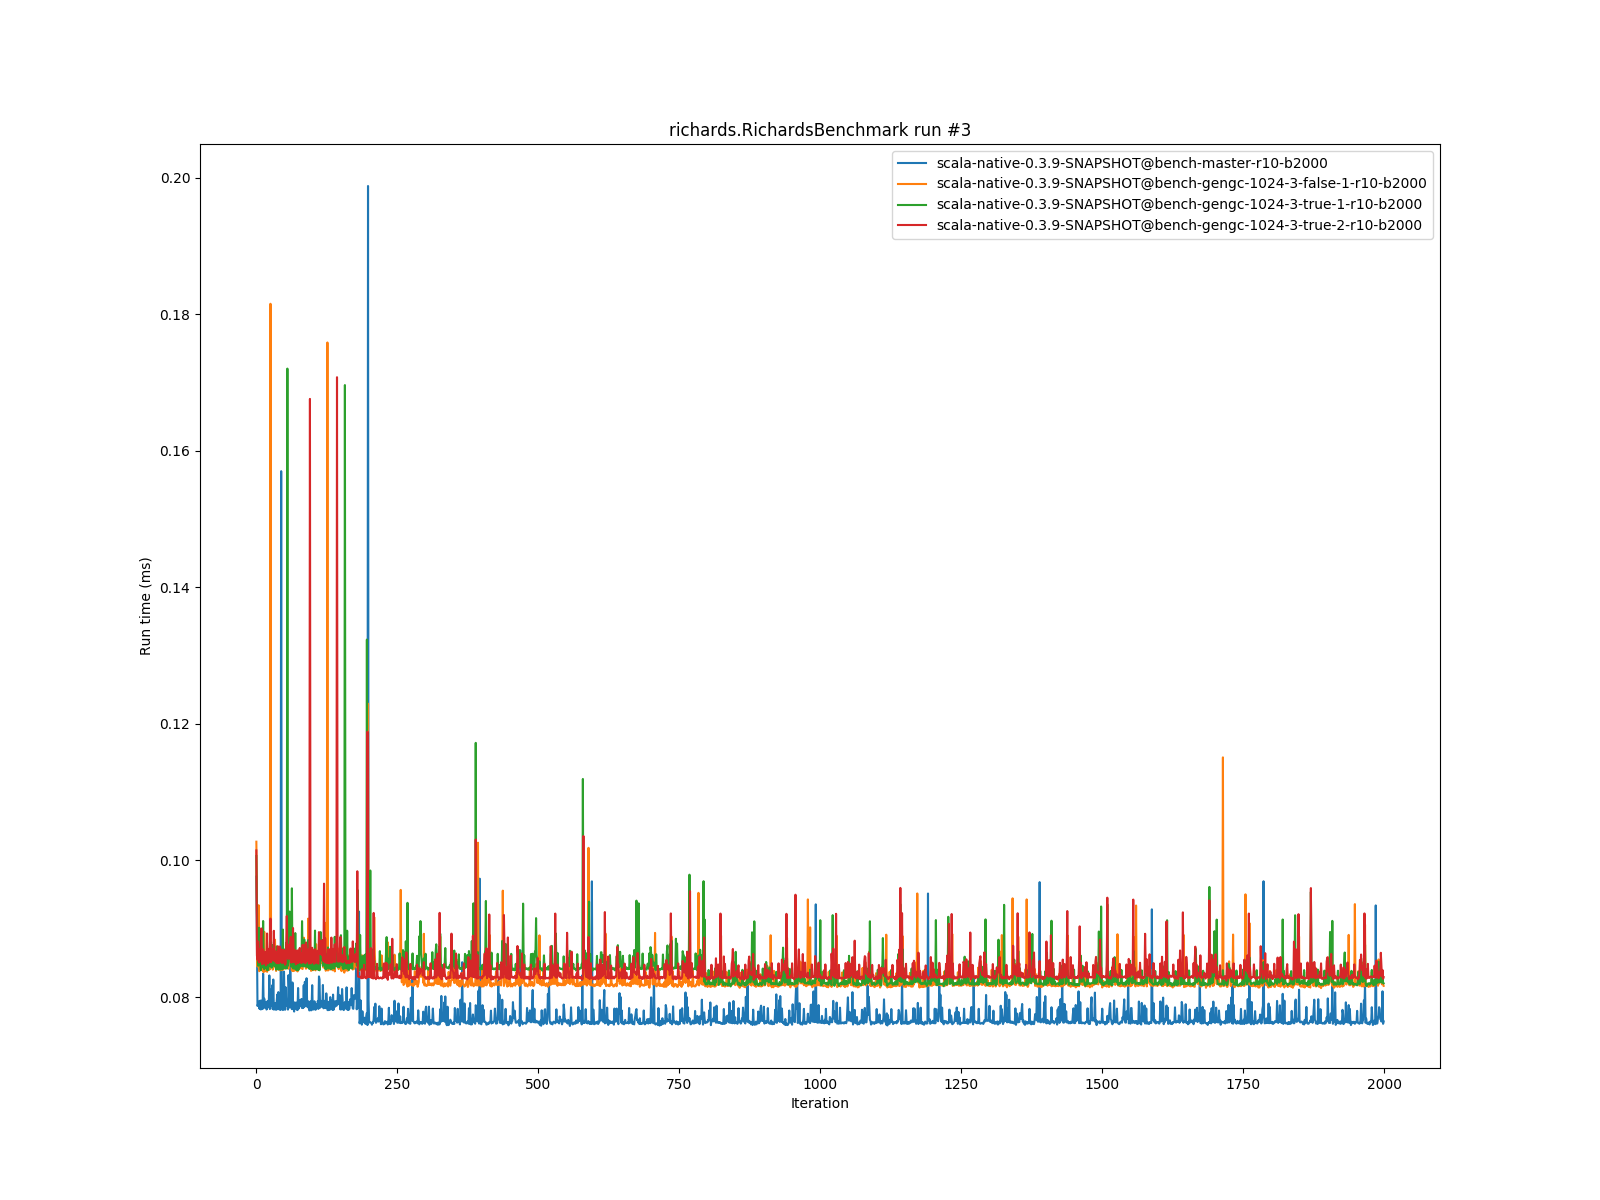 richards.RichardsBenchmark run #3
scala-native-0.3.9-SNAPSHOT@bench-master-r10-b2000
scala-native-0.3.9-SNAPSHOT@bench-gengc-1024-3-false-1-r10-b2000
scala-native-0.3.9-SNAPSHOT@bench-gengc-1024-3-true-1-r10-b2000
scala-native-0.3.9-SNAPSHOT@bench-gengc-1024-3-true-2-r10-b2000
0.20
0.18
0.16
0.14
0.12
0.10
0.08
Run time (ms)
0 250 500 750 1000 1250 1500 1750 2000
Iteration